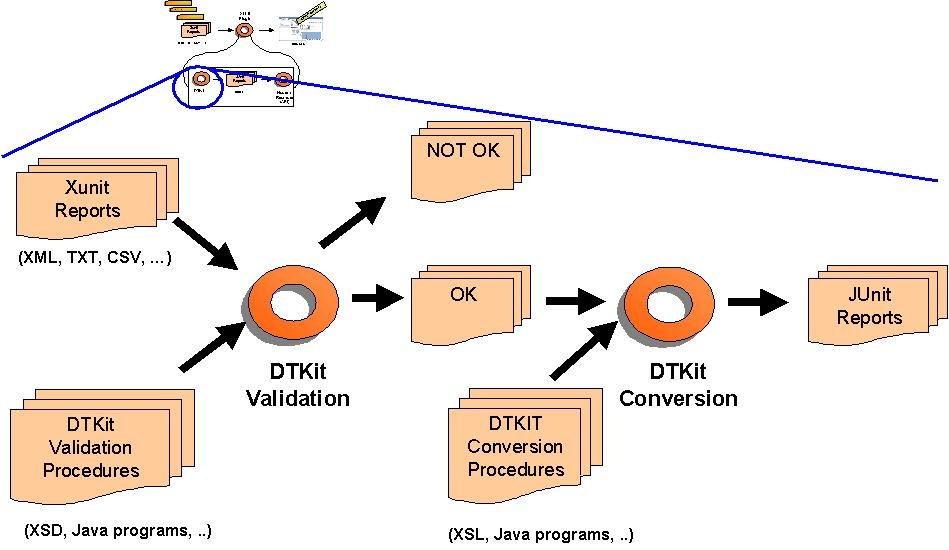 NOT OK
Xunit
Reports
(XML, TXT, CSV, ...)
OK
JUnit
Reports
DTKit
Validation
DTKit
Conversion
DTKit
Validation
Procedures
DTKIT
Conversion
Procedures
(XSD, Java programs, ..)
(XSL, Java programs, ..)